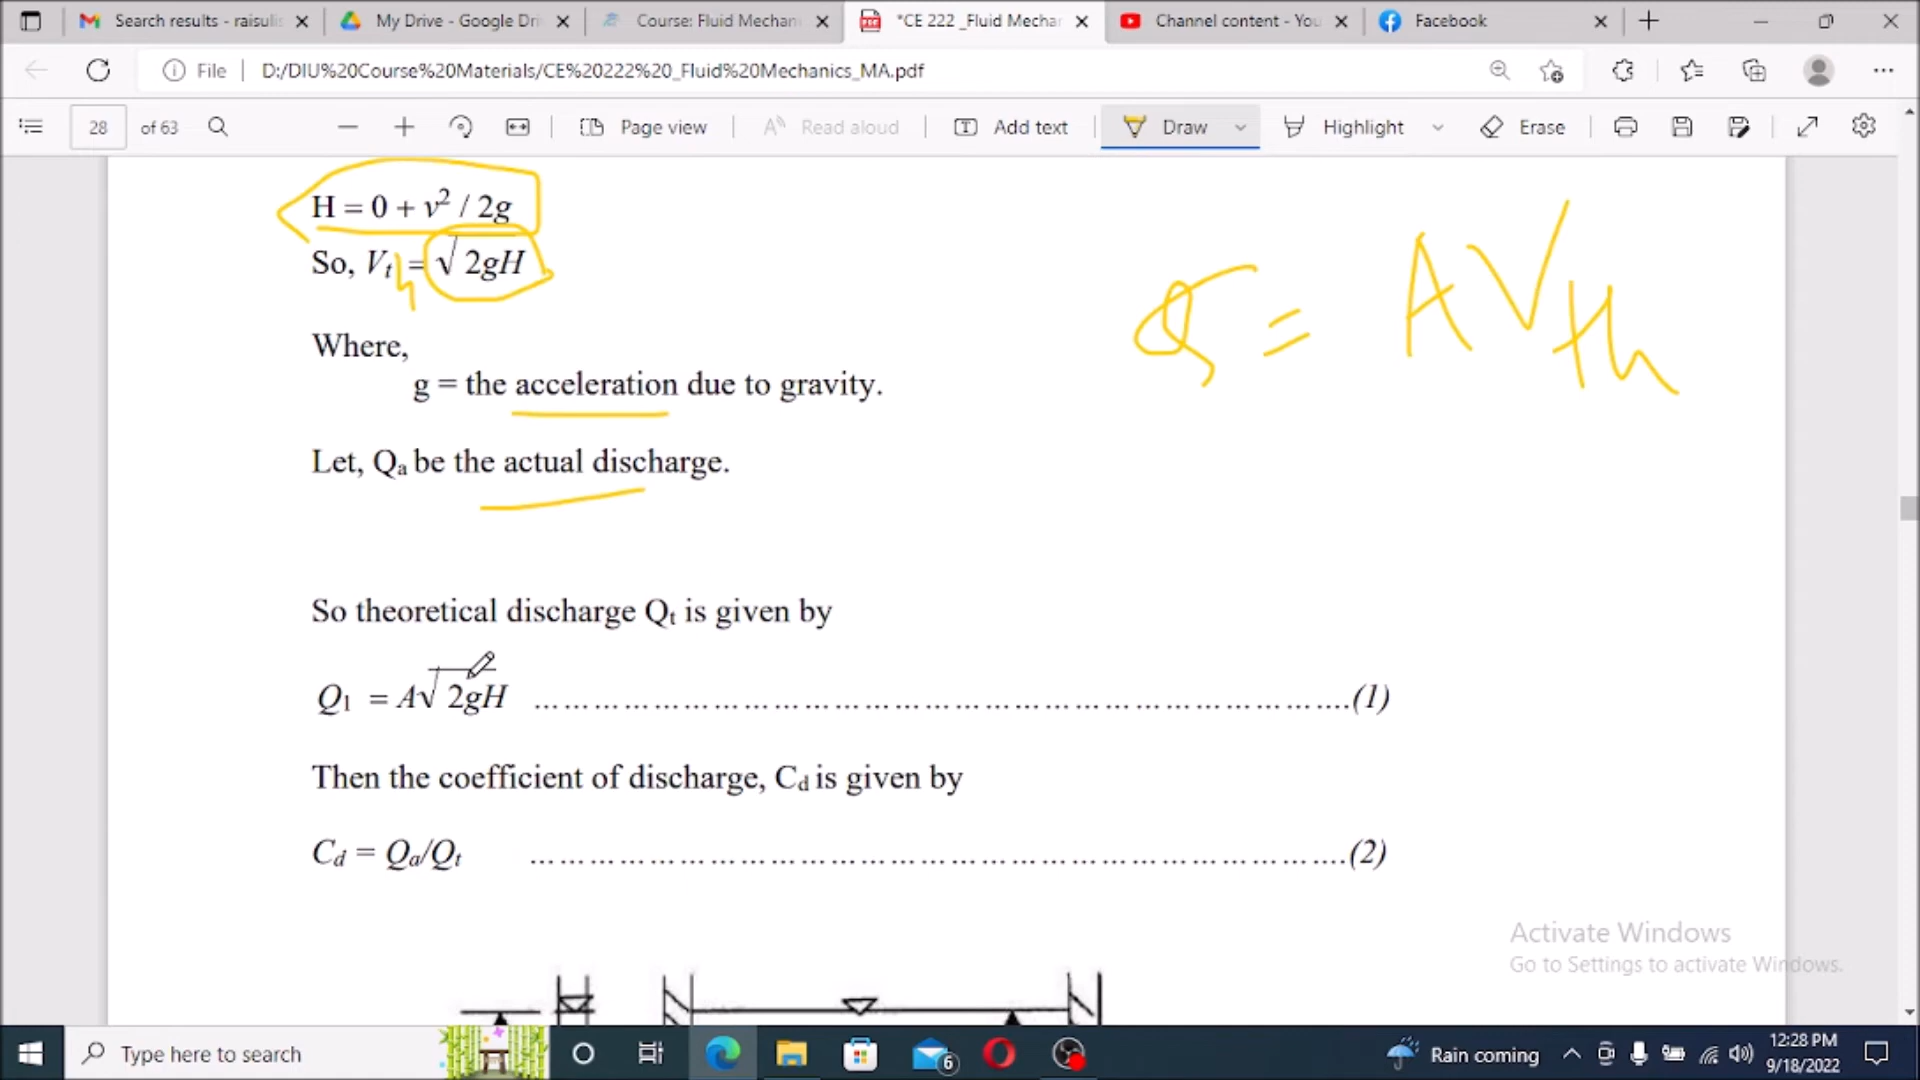 Search results - raisuli
My Drive - Google Dri
Course: Fluid Mechan
*CE 222 _Fluid Mechan
Channel content - You
Facebook
File
D:/DIU%20Course%20Materials/CE%20222%20_Fluid%20Mechanics_MA.pdf
28 of 63
Page view
Read aloud
Add text
Draw
Highlight
Erase
H = 0 + v² / 2g
So, Vth = √ 2gH
Q = AVth
Where,
g = the acceleration due to gravity.
Let, Qa be the actual discharge.
So theoretical discharge Qt is given by
Q1 = A√ 2gH ……………………………………………………………………….(1)
Then the coefficient of discharge, Cd is given by
Cd = Qa/Qt ……………………………………………………………………….(2)
Activate Windows
Go to Settings to activate Windows.
Type here to search
6
Rain coming
12:28 PM
9/18/2022